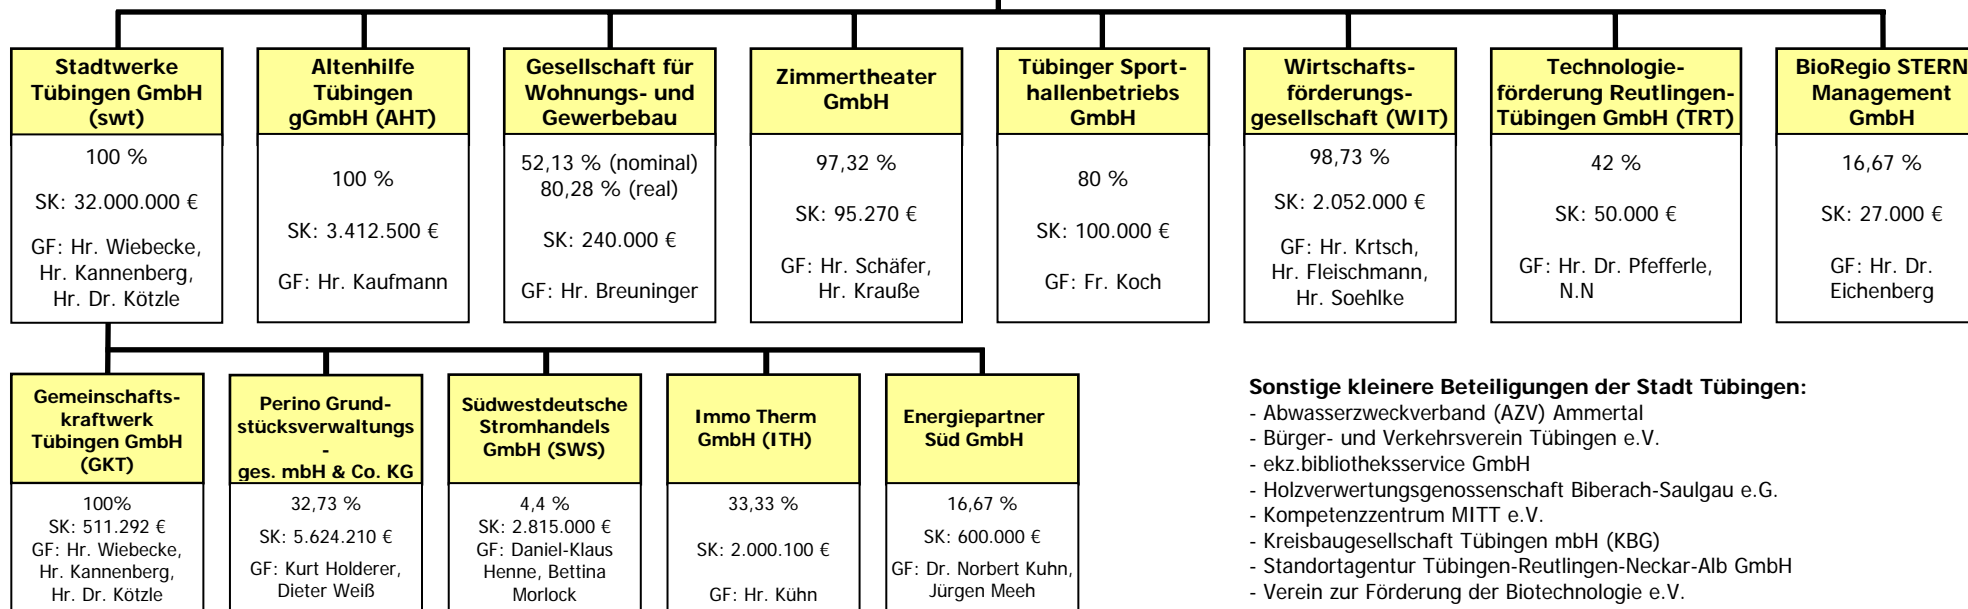 Stadtwerke
Tübingen GmbH
(swt)
100 %
SK: 32.000.000 €
GF: Hr. Wiebecke,
Hr. Kannenberg,
Hr. Dr. Kötzle
Altenhilfe
Tübingen
gGmbH (AHT)
100 %
SK: 3.412.500 €
GF: Hr. Kaufmann
Gesellschaft für
Wohnungs- und
Gewerbebau
52,13 % (nominal)
80,28 % (real)
SK: 240.000 €
GF: Hr. Breuninger
Zimmertheater
GmbH
97,32 %
SK: 95.270 €
GF: Hr. Schäfer,
Hr. Krauße
Tübinger Sport-
hallenbetriebs
GmbH
80 %
SK: 100.000 €
GF: Fr. Koch
Wirtschafts-
förderungs-
gesellschaft (WIT)
98,73 %
SK: 2.052.000 €
GF: Hr. Krtsch,
Hr. Fleischmann,
Hr. Soehlke
Technologie-
förderung Reutlingen-
Tübingen GmbH (TRT)
42 %
SK: 50.000 €
GF: Hr. Dr. Pfefferle,
N.N
BioRegio STERN
Management
GmbH
16,67 %
SK: 27.000 €
GF: Hr. Dr.
Eichenberg
Gemeinschafts-
kraftwerk
Tübingen GmbH
(GKT)
100%
SK: 511.292 €
GF: Hr. Wiebecke,
Hr. Kannenberg,
Hr. Dr. Kötzle
Perino Grund-
stücksverwaltungs
-
ges. mbH & Co. KG
32,73 %
SK: 5.624.210 €
GF: Kurt Holderer,
Dieter Weiß
Südwestdeutsche
Stromhandels
GmbH (SWS)
4,4 %
SK: 2.815.000 €
GF: Daniel-Klaus
Henne, Bettina
Morlock
Immo Therm
GmbH (ITH)
33,33 %
SK: 2.000.100 €
GF: Hr. Kühn
Energiepartner
Süd GmbH
16,67 %
SK: 600.000 €
GF: Dr. Norbert Kuhn,
Jürgen Meeh
Sonstige kleinere Beteiligungen der Stadt Tübingen:
- Abwasserzweckverband (AZV) Ammertal
- Bürger- und Verkehrsverein Tübingen e.V.
- ekz.bibliotheksservice GmbH
- Holzverwertungsgenossenschaft Biberach-Saulgau e.G.
- Kompetenzzentrum MITT e.V.
- Kreisbaugesellschaft Tübingen mbH (KBG)
- Standortagentur Tübingen-Reutlingen-Neckar-Alb GmbH
- Verein zur Förderung der Biotechnologie e.V.